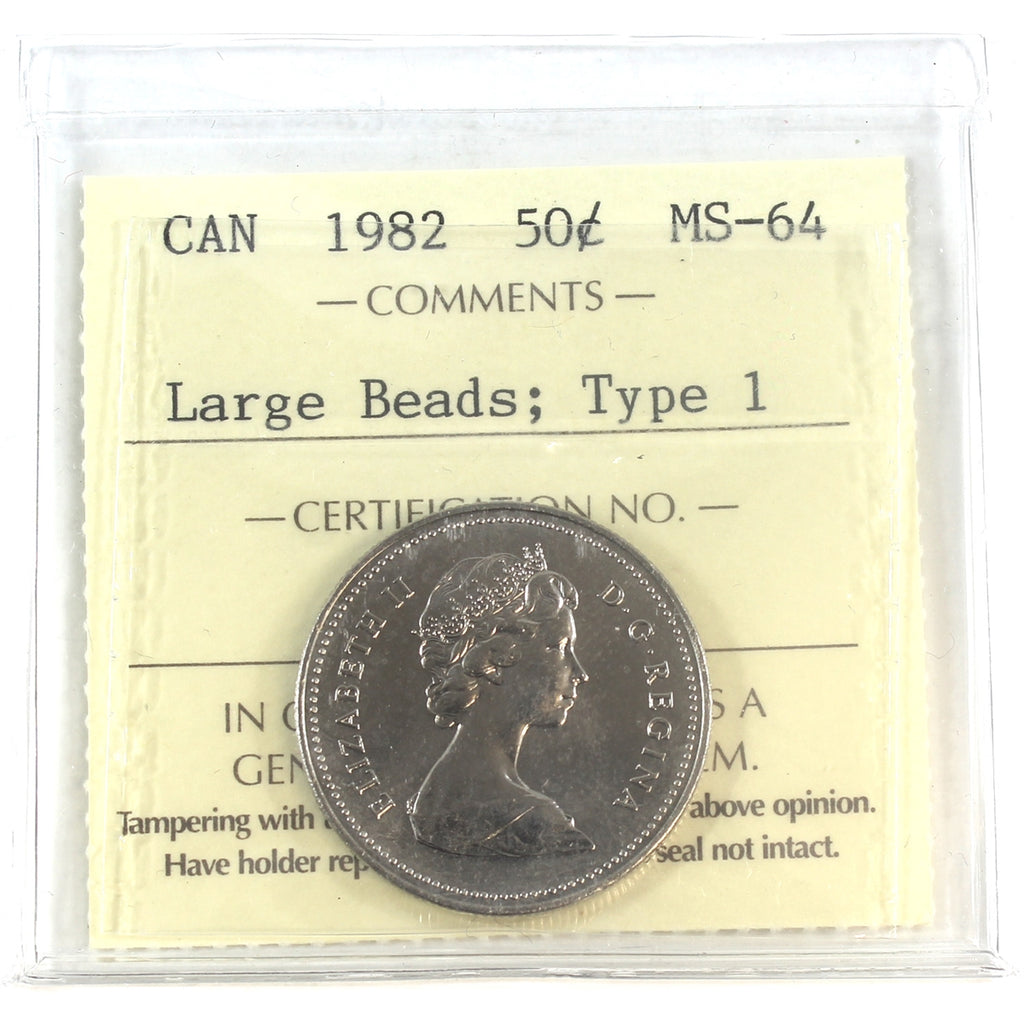 CAN 1982 50¢ MS-64
— COMMENTS —
Large Beads; Type 1
— CERTIFICATION NO. —
ELIZABETH II D·G·REGINA
IN S A
GEN M.
Tampering with above opinion.
Have holder rep seal not intact.